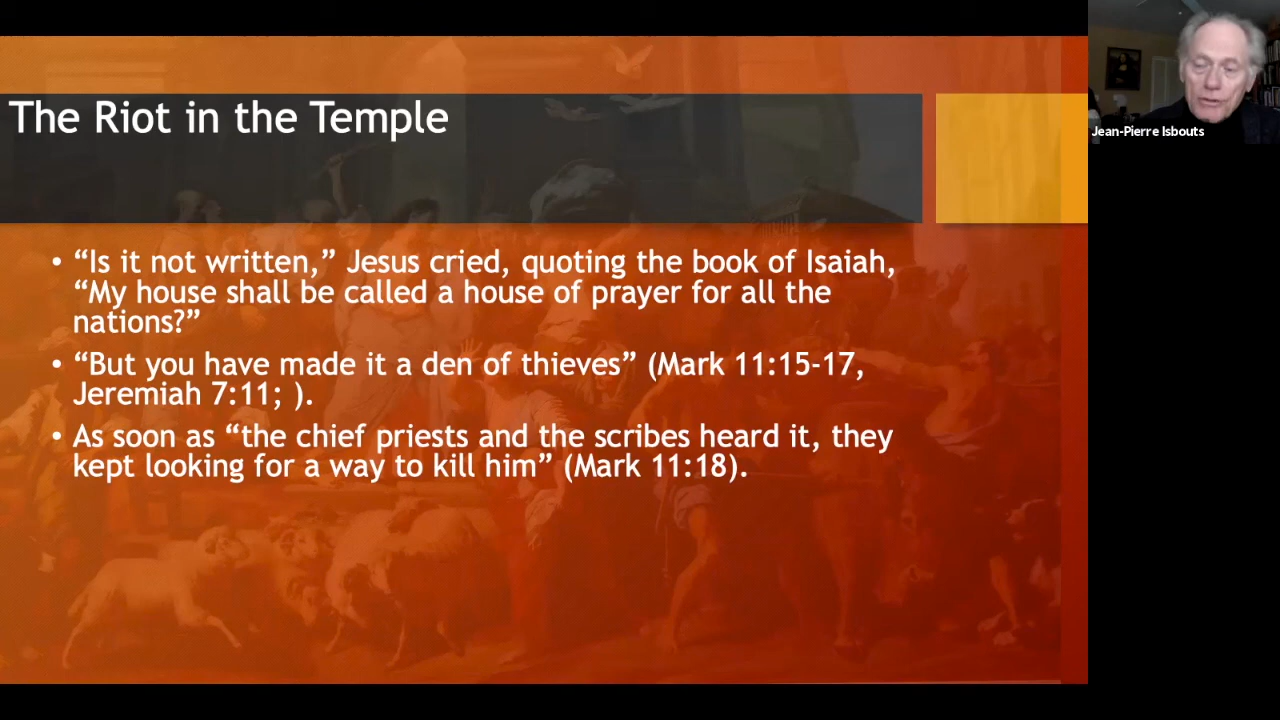 The Riot in the Temple
• “Is it not written,” Jesus cried, quoting the book of Isaiah,
“My house shall be called a house of prayer for all the
nations?”
• “But you have made it a den of thieves” (Mark 11:15-17,
Jeremiah 7:11; ).
• As soon as “the chief priests and the scribes heard it, they
kept looking for a way to kill him” (Mark 11:18).
Jean-Pierre Isbouts